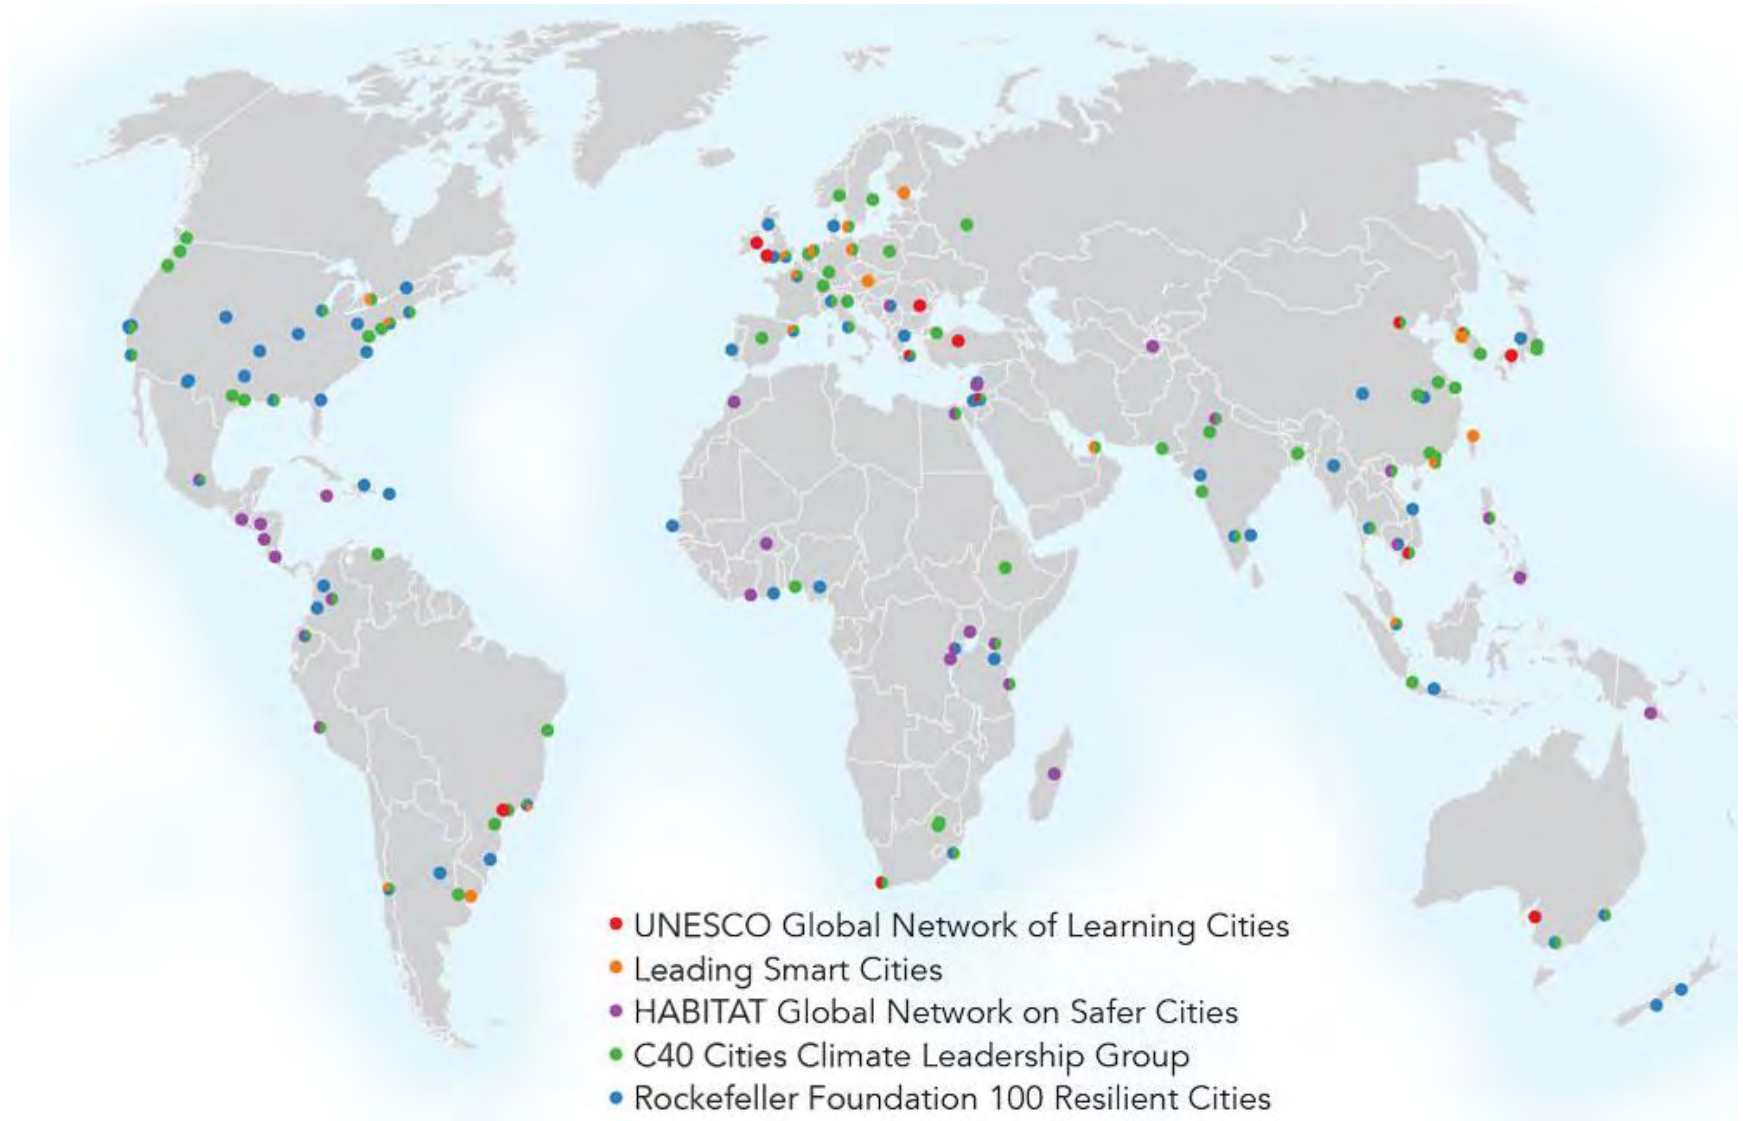 UNESCO Global Network of Learning Cities
Leading Smart Cities
HABITAT Global Network on Safer Cities
C40 Cities Climate Leadership Group
Rockefeller Foundation 100 Resilient Cities